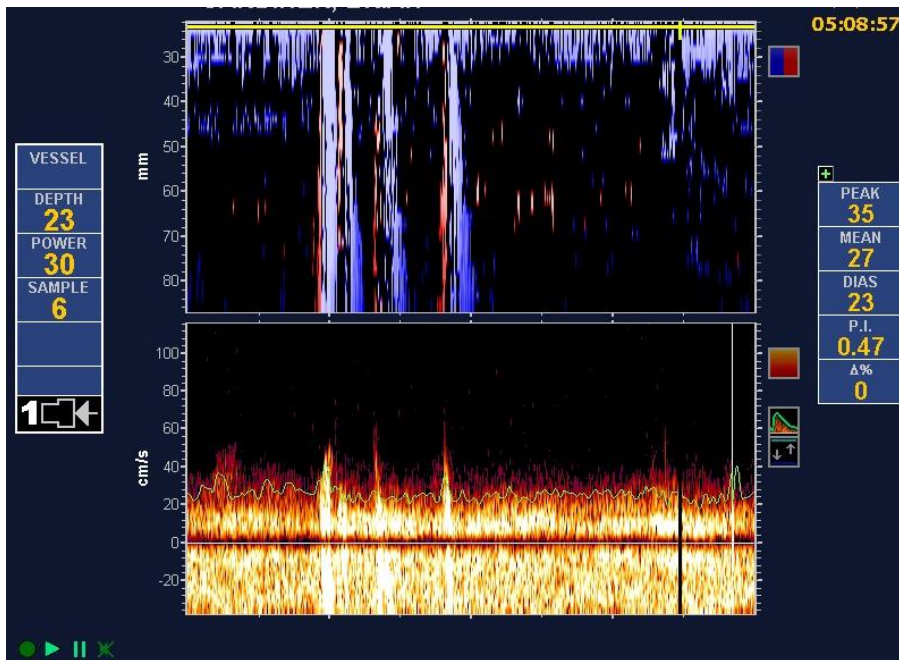 05:08:57
30
40
50
60
70
80
mm
VESSEL
DEPTH
23
POWER
30
SAMPLE
6
1
PEAK
35
MEAN
27
DIAS
23
P.I.
0.47
Δ%
0
100
80
60
40
20
0
-20
cm/s